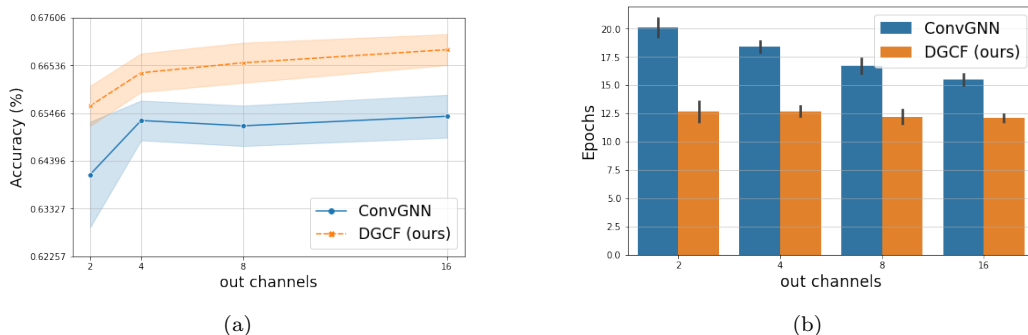 0.67606
0.66536
0.65466
0.64396
0.63327
0.62257
Accuracy (%)
2 4 8 16
out channels
ConvGNN
DGCF (ours)
(a)
20.0
17.5
15.0
12.5
10.0
7.5
5.0
2.5
0.0
Epochs
2 4 8 16
out channels
ConvGNN
DGCF (ours)
(b)